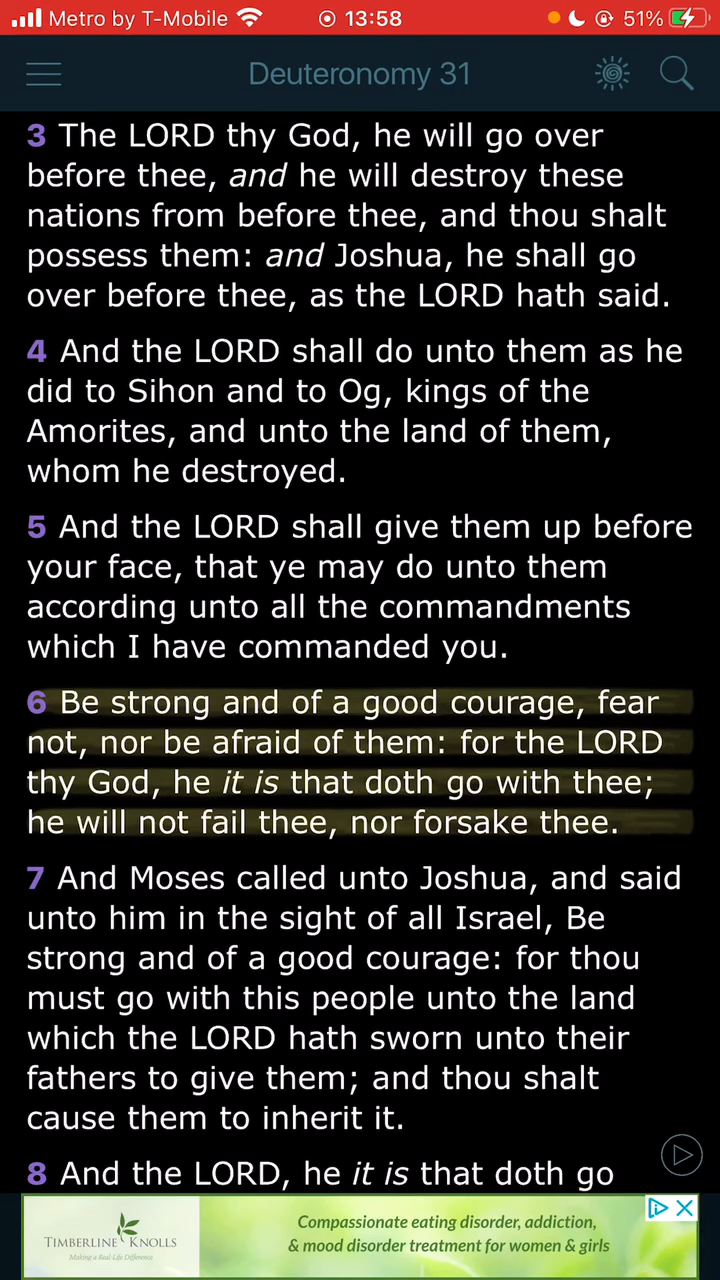 Metro by T-Mobile 13:58 51%
Deuteronomy 31
3 The LORD thy God, he will go over
before thee, and he will destroy these
nations from before thee, and thou shalt
possess them: and Joshua, he shall go
over before thee, as the LORD hath said.
4 And the LORD shall do unto them as he
did to Sihon and to Og, kings of the
Amorites, and unto the land of them,
whom he destroyed.
5 And the LORD shall give them up before
your face, that ye may do unto them
according unto all the commandments
which I have commanded you.
6 Be strong and of a good courage, fear
not, nor be afraid of them: for the LORD
thy God, he it is that doth go with thee;
he will not fail thee, nor forsake thee.
7 And Moses called unto Joshua, and said
unto him in the sight of all Israel, Be
strong and of a good courage: for thou
must go with this people unto the land
which the LORD hath sworn unto their
fathers to give them; and thou shalt
cause them to inherit it.
8 And the LORD, he it is that doth go
TIMBERLINE KNOLLS
Making a Real-Life Difference
Compassionate eating disorder, addiction,
& mood disorder treatment for women & girls